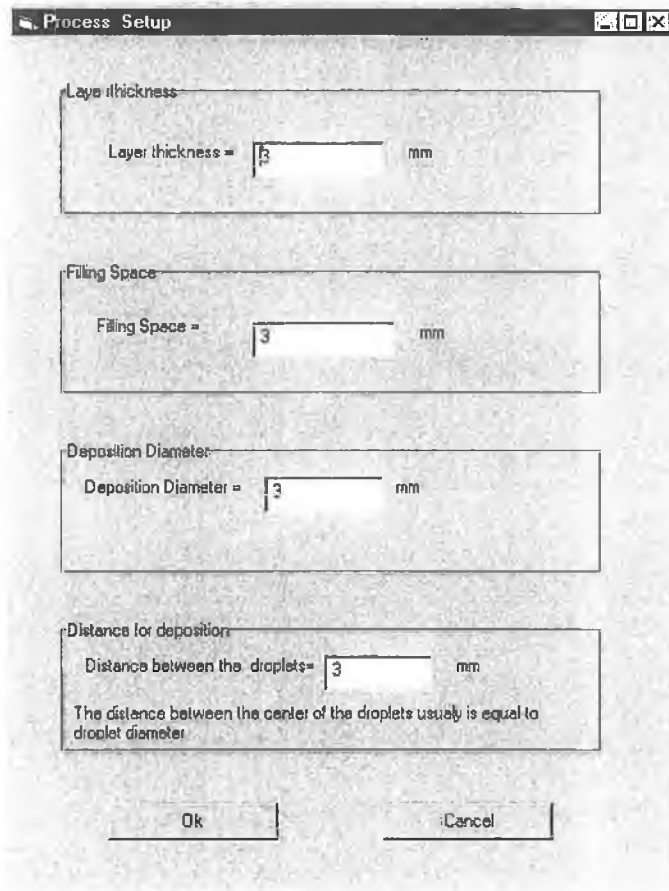 Process Setup
Laye thickness
Layer thickness = 3 mm
Filling Space
Filling Space = 3 mm
Deposition Diameter
Deposition Diameter = 3 mm
Distance for deposition
Distance between the droplets= 3 mm
The distance between the center of the droplets usualy is equal to
droplet diameter
Ok
Cancel